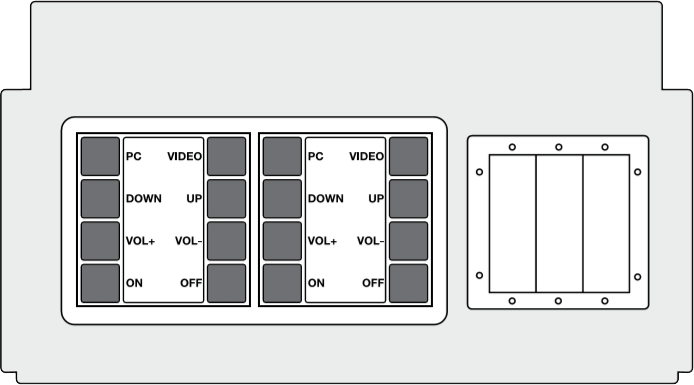 PC VIDEO PC VIDEO
DOWN UP DOWN UP
VOL+ VOL- VOL+ VOL-
ON OFF ON OFF